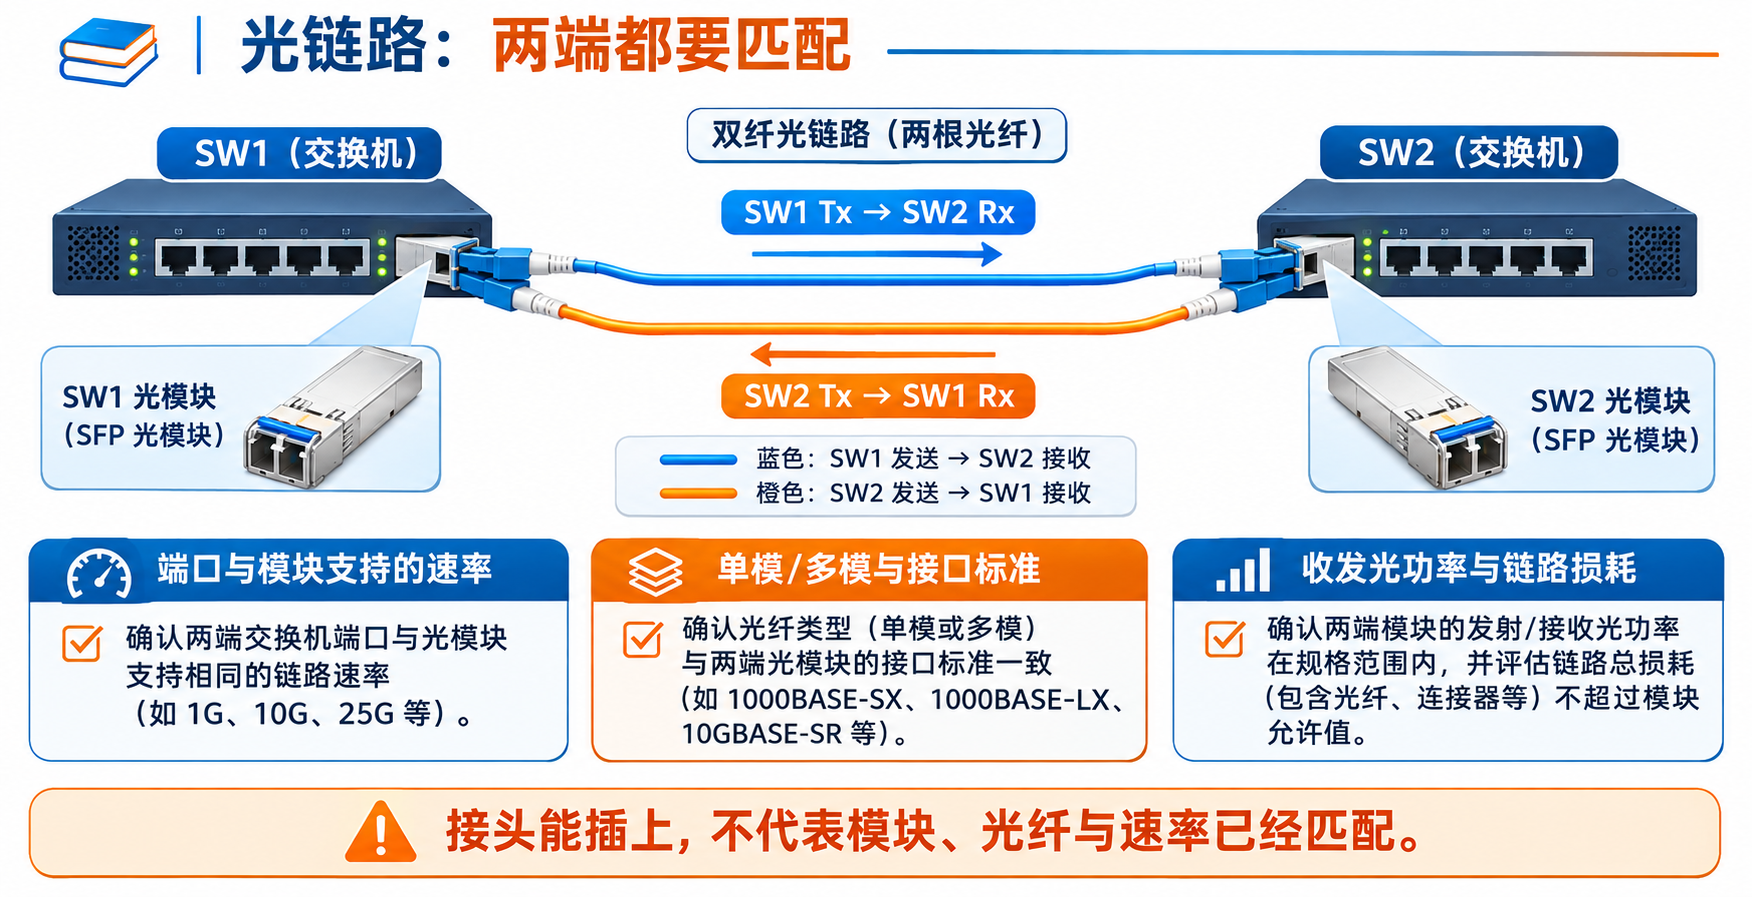 光链路：两端都要匹配
双纤光链路（两根光纤）
SW1（交换机）
SW2（交换机）
SW1 Tx → SW2 Rx
SW2 Tx → SW1 Rx
SW1 光模块
（SFP 光模块）
SW2 光模块
（SFP 光模块）
蓝色：SW1 发送 → SW2 接收
橙色：SW2 发送 → SW1 接收
端口与模块支持的速率
确认两端交换机端口与光模块
支持相同的链路速率
（如 1G、10G、25G 等）。
单模/多模与接口标准
确认光纤类型（单模或多模）
与两端光模块的接口标准一致
（如 1000BASE-SX、1000BASE-LX、
10GBASE-SR 等）。
收发光功率与链路损耗
确认两端模块的发射/接收光功率
在规格范围内，并评估链路总损耗
（包含光纤、连接器等）不超过模块
允许值。
接头能插上，不代表模块、光纤与速率已经匹配。